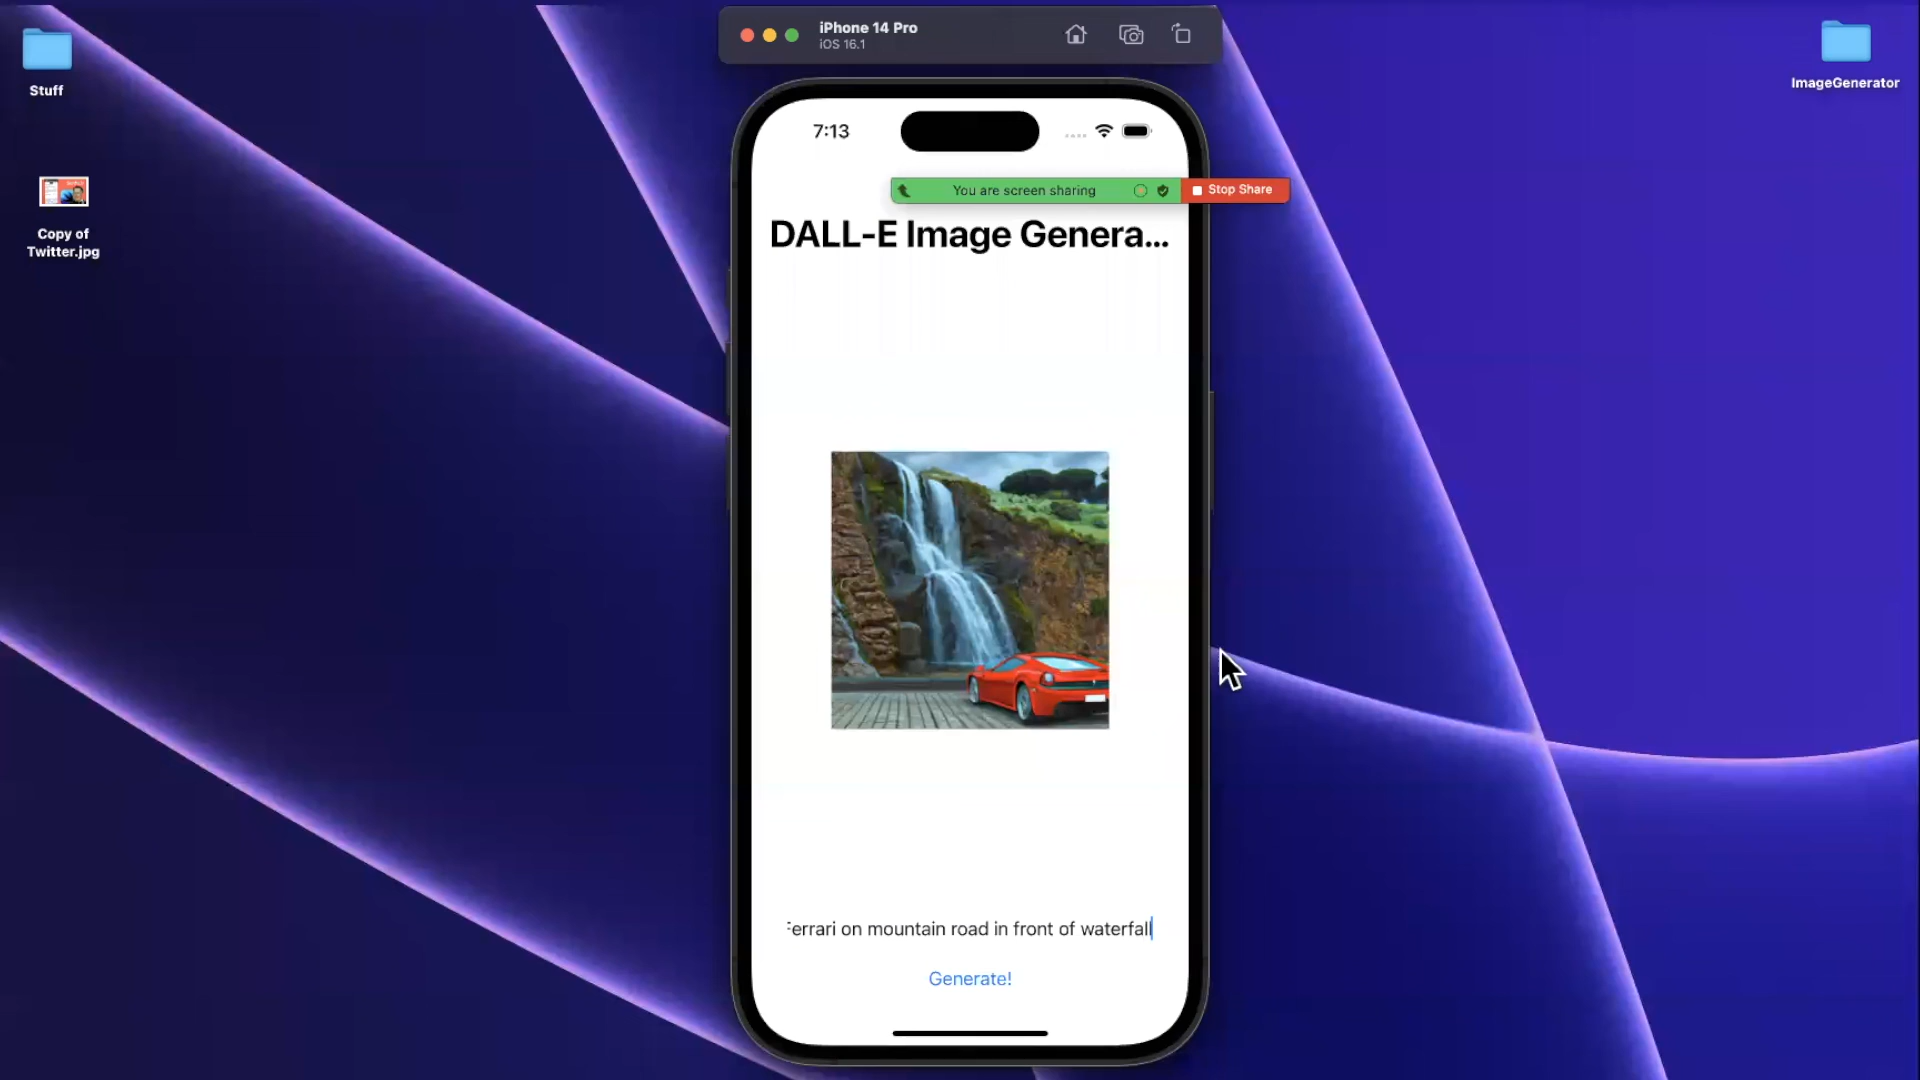 iPhone 14 Pro
iOS 16.1
Stuff
ImageGenerator
7:13
You are screen sharing
Stop Share
DALL-E Image Genera...
Copy of
Twitter.jpg
errari on mountain road in front of waterfall
Generate!